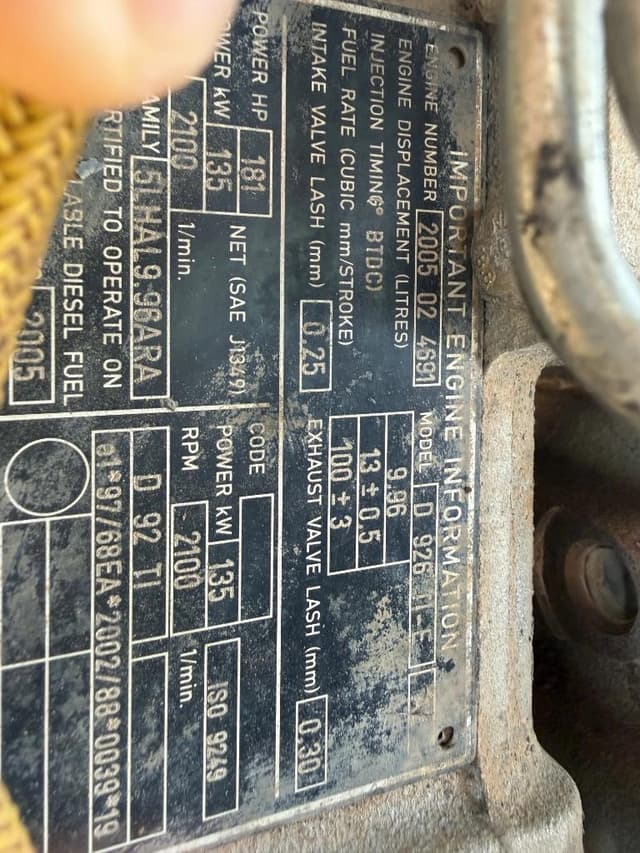 IMPORTANT ENGINE INFORMATION
ENGINE NUMBER 2005 02 4691 MODEL D 926 TI-E
ENGINE DISPLACEMENT (LITRES) 9.96
INJECTION TIMING° BTDC) 13 ± 0.5
FUEL RATE (CUBIC mm/STROKE) 100 ± 3
INTAKE VALVE LASH (mm) 0,25 EXHAUST VALVE LASH (mm) 0.30
POWER HP 181 NET (SAE J1349) CODE
POWER kW 135 POWER kW 135 ISO 9249
2100 1/min. RPM 2100 1/min.
AMILY 5LHAL9.96ARA D 92 TI
RTIFIED TO OPERATE ON e1*97/68EA*2002/88*0039*19
LABLE DIESEL FUEL
2005